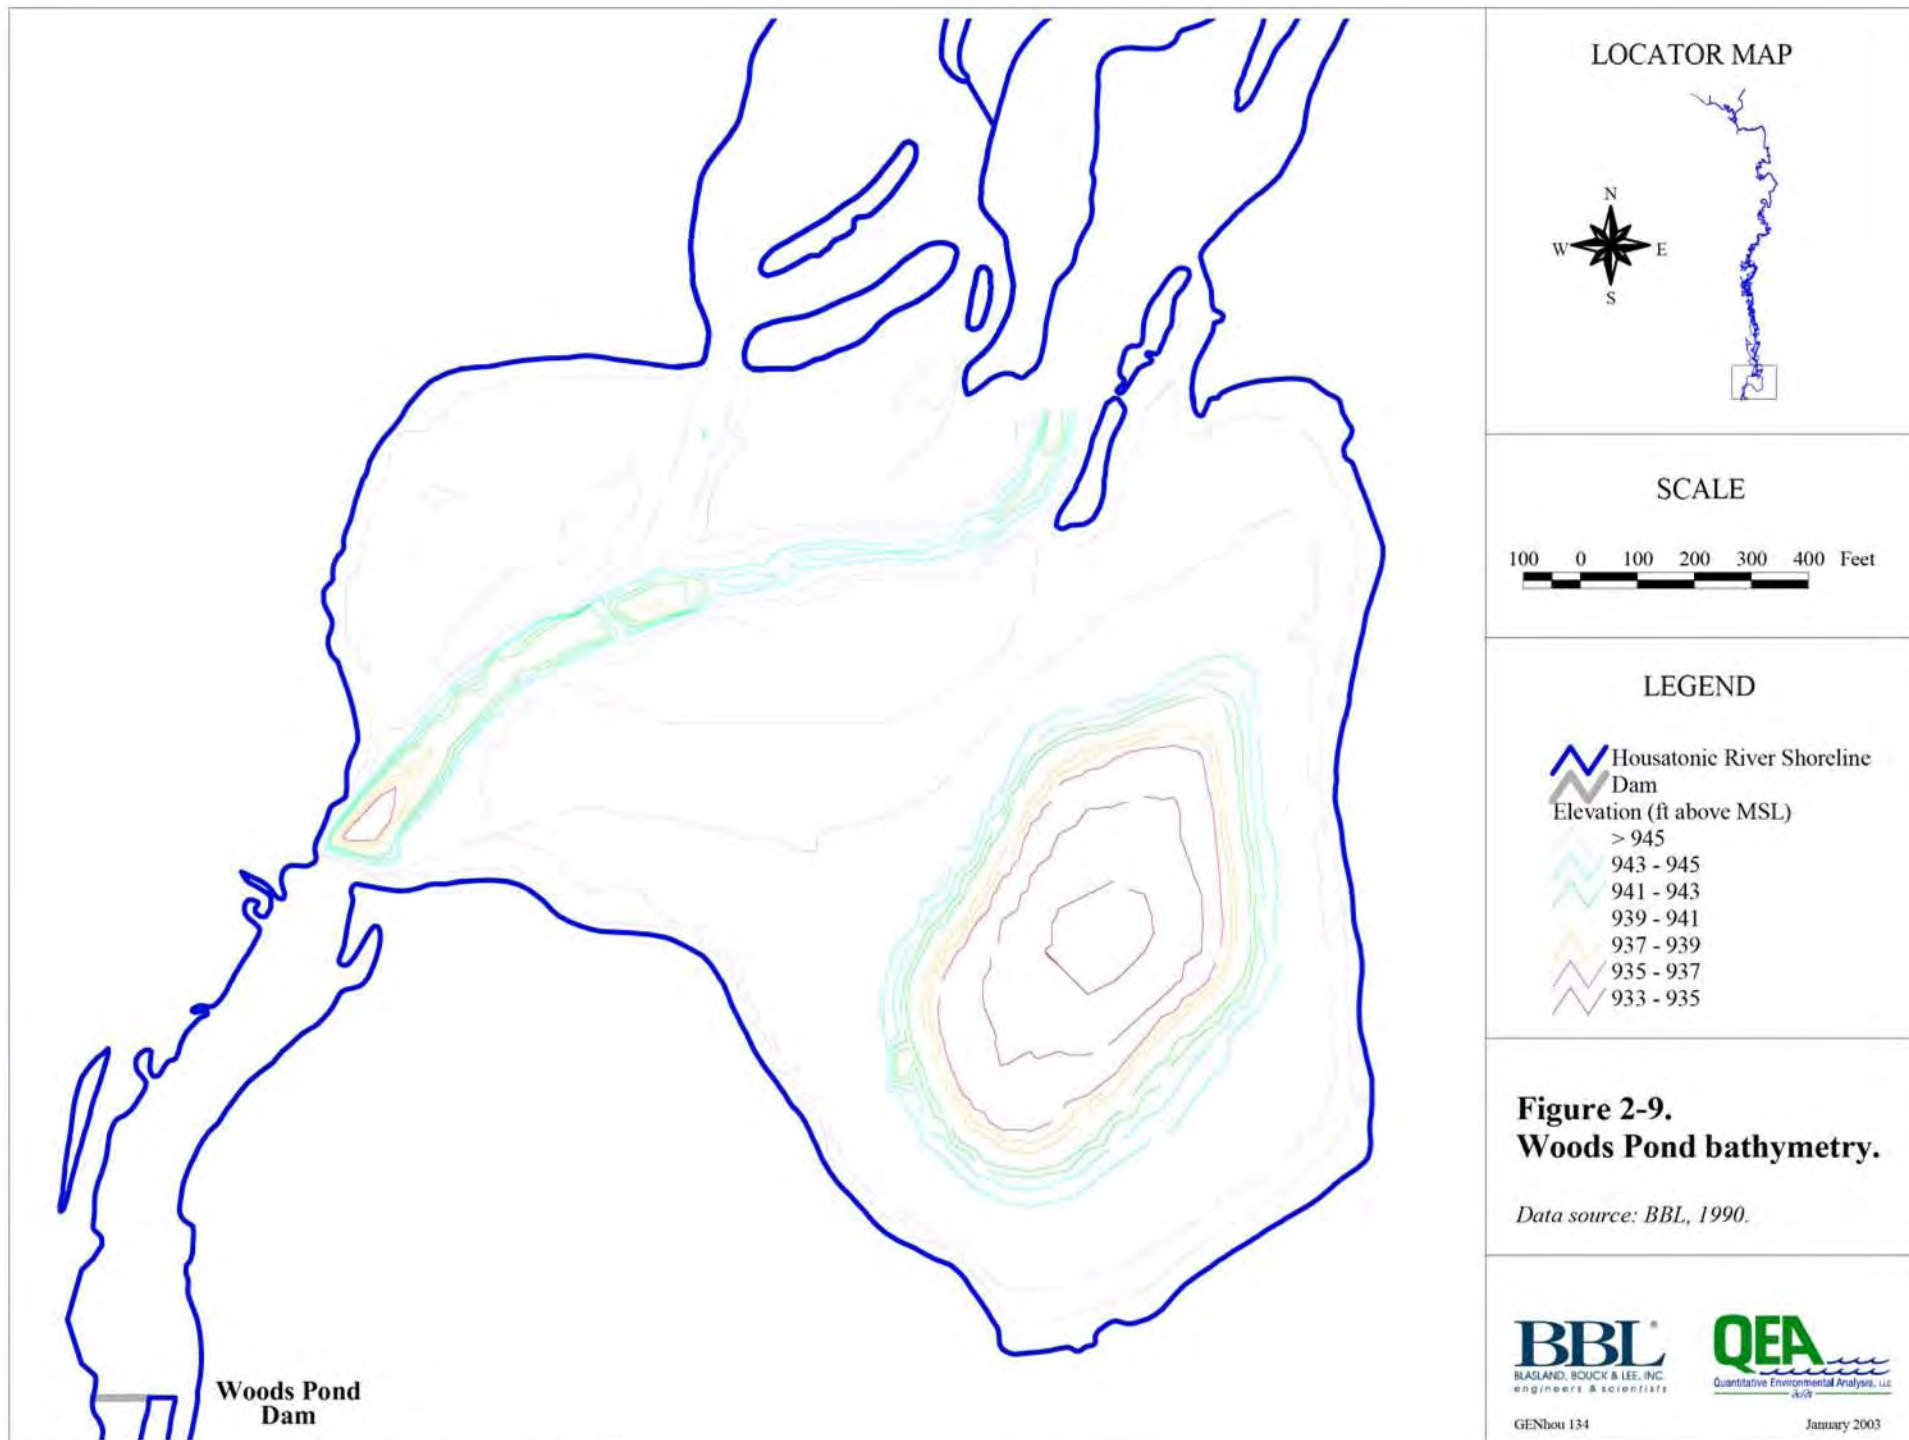 LOCATOR MAP
N
W E
S
SCALE
100 0 100 200 300 400 Feet
LEGEND
Housatonic River Shoreline
Dam
Elevation (ft above MSL)
> 945
943 - 945
941 - 943
939 - 941
937 - 939
935 - 937
933 - 935
Figure 2-9.
Woods Pond bathymetry.
Data source: BBL, 1990.
BBL®
BLASLAND, BOUCK & LEE, INC.
engineers & scientists
QEA
Quantitative Environmental Analysis, LLC
GENhou 134
January 2003
Woods Pond
Dam